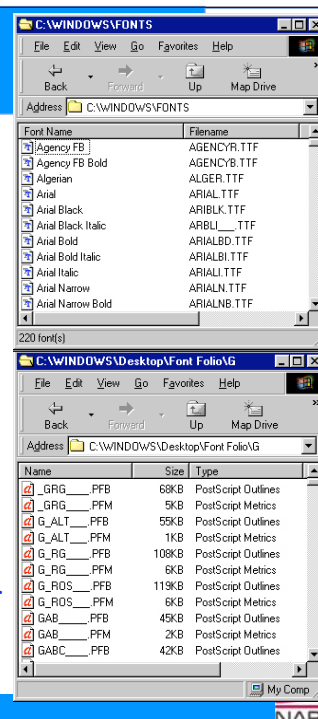 C:\WINDOWS\FONTS
File Edit View Go Favorites Help
»
Back Forward Up Map Drive
Address C:\WINDOWS\FONTS
Font Name Filename
Agency FB AGENCYR.TTF
Agency FB Bold AGENCYB.TTF
Algerian ALGER.TTF
Arial ARIAL.TTF
Arial Black ARIBLK.TTF
Arial Black Italic ARBLI___.TTF
Arial Bold ARIALBD.TTF
Arial Bold Italic ARIALBI.TTF
Arial Italic ARIALI.TTF
Arial Narrow ARIALN.TTF
Arial Narrow Bold ARIALNB.TTF
220 font(s)
C:\WINDOWS\Desktop\Font Folio\G
File Edit View Go Favorites Help
»
Back Forward Up Map Drive
Address C:\WINDOWS\Desktop\Font Folio\G
Name Size Type
_GRG____.PFB 68KB PostScript Outlines
_GRG____.PFM 5KB PostScript Metrics
G_ALT___.PFB 55KB PostScript Outlines
G_ALT___.PFM 1KB PostScript Metrics
G_RG____.PFB 108KB PostScript Outlines
G_RG____.PFM 6KB PostScript Metrics
G_ROS___.PFB 119KB PostScript Outlines
G_ROS___.PFM 6KB PostScript Metrics
GAB_____.PFB 45KB PostScript Outlines
GAB_____.PFM 2KB PostScript Metrics
GABC____.PFB 42KB PostScript Outlines
My Comp